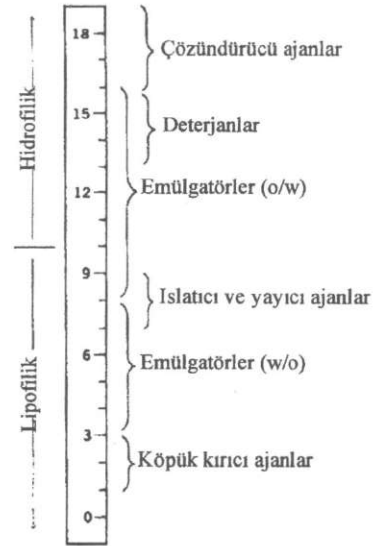 18
Çözündürücü ajanlar
15
Deterjanlar
Hidrofilik
12
Emülgatörler (o/w)
9
Islatıcı ve yayıcı ajanlar
6
Emülgatörler (w/o)
Lipofilik
3
Köpük kırıcı ajanlar
0